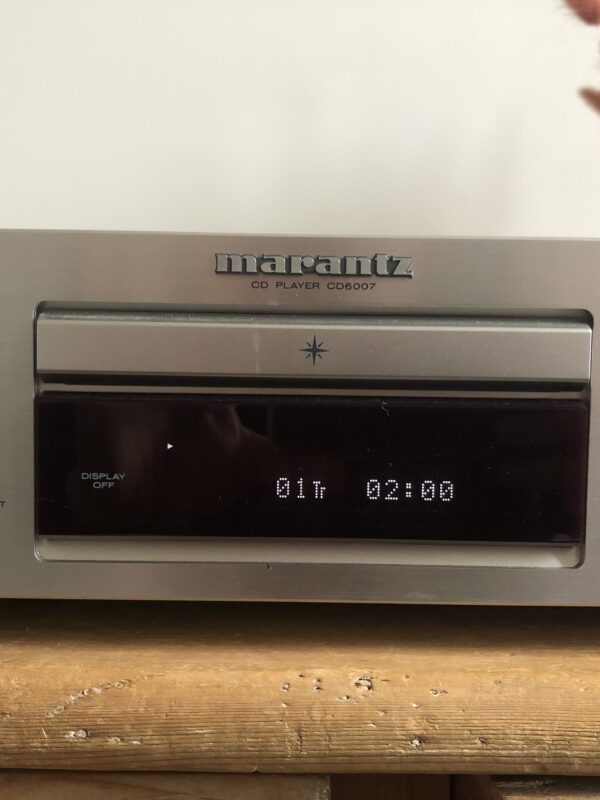 marantz
CD PLAYER CD6007
DISPLAY
OFF
01Tr 02:00
T